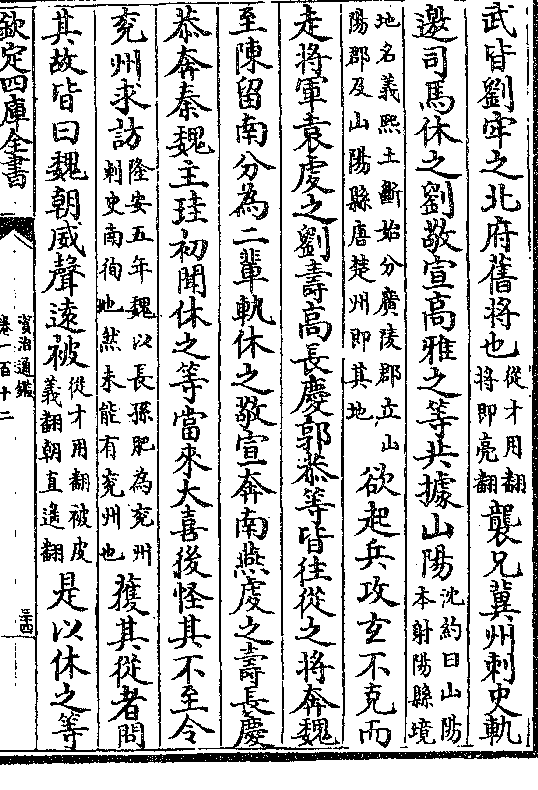 武皆劉牢之北府舊將也從才用翻將即亮翻襲兄冀州刺史軌
邀司馬休之劉敬宣高雅之等共據山陽沈約曰山陽本射陽縣境
地名義熙土斷始分廣陵郡立山陽郡及山陽縣唐楚州即其地欲起兵攻玄不克而
走將軍袁虔之劉壽高長慶郭恭等皆往從之將奔魏
至陳留南分為二輩軌休之敬宣奔南燕虔之壽長慶
恭奔秦魏主珪初聞休之等當來大喜後怪其不至令
兖州求訪隆安五年魏以長孫肥為兖州刺史南徇地然未能有兖州也獲其從者問
其故皆曰魏朝威聲遠被從才用翻被皮義翻朝直遙翻是以休之等
欽定四庫全書
資治通鑑
卷一百十二
三十四